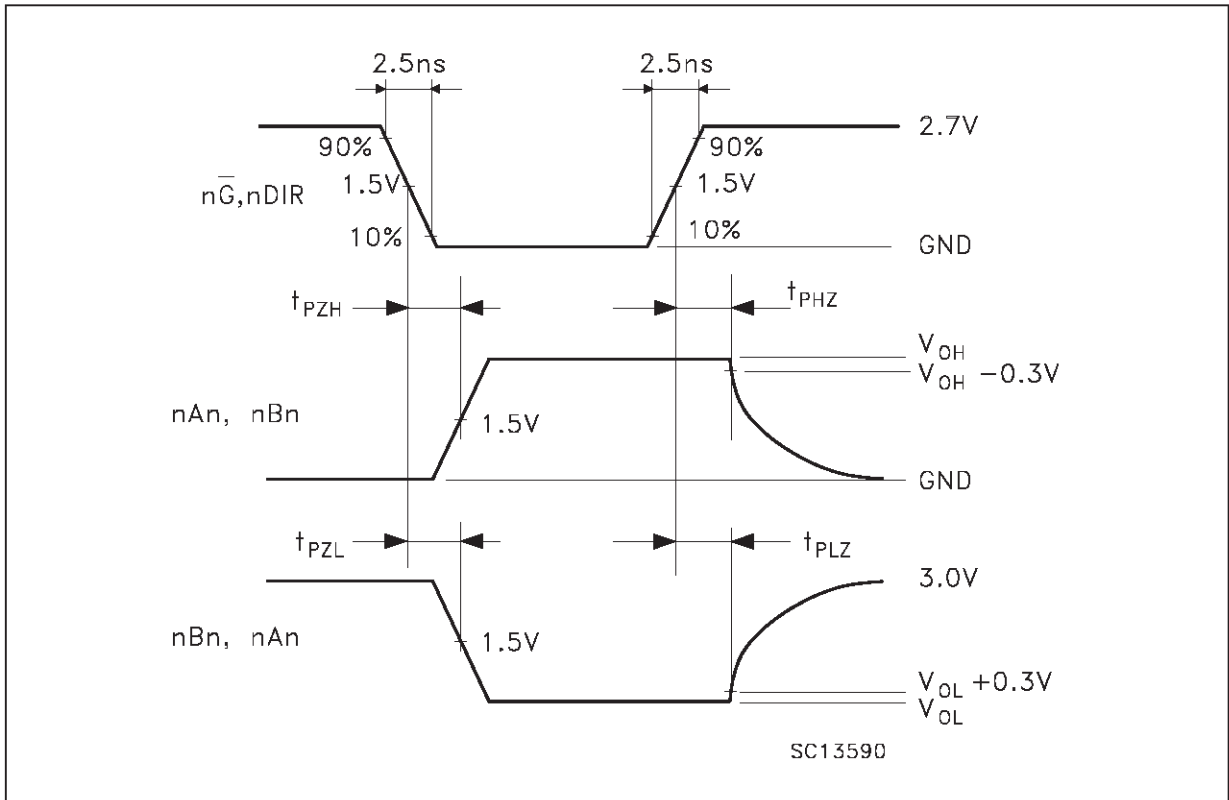 2.5ns 2.5ns
2.7V
90% 90%
nG̅,nDIR 1.5V 1.5V
10% 10%
GND
tPZH tPHZ
VOH
VOH −0.3V
nAn, nBn 1.5V
GND
tPZL tPLZ
3.0V
nBn, nAn 1.5V
VOL +0.3V
VOL
SC13590